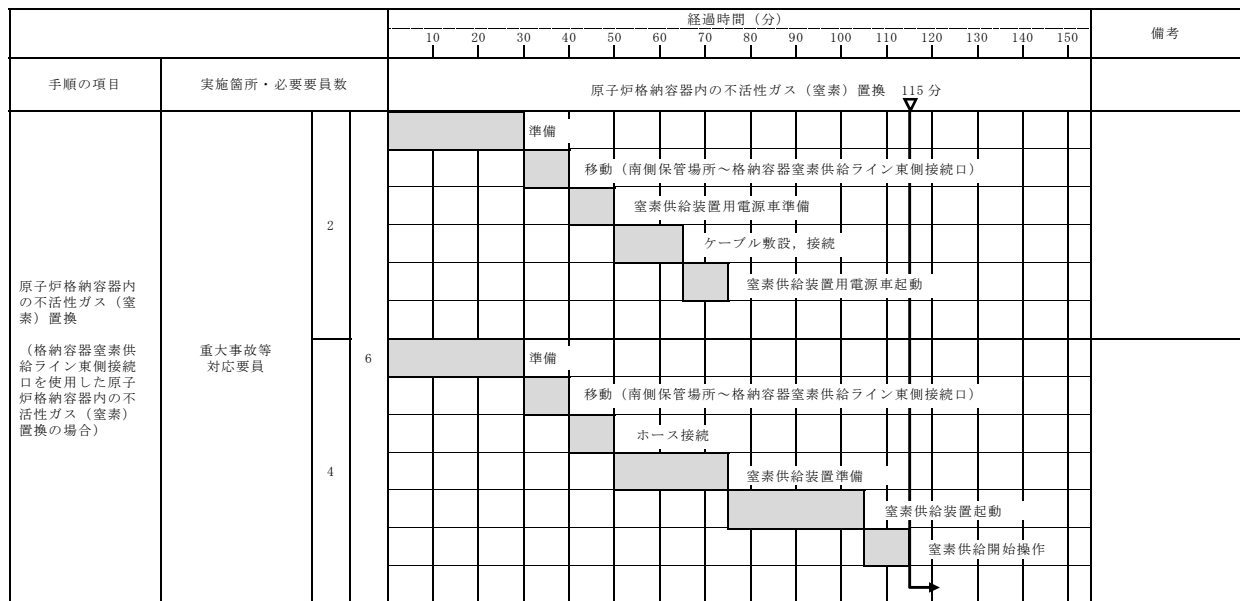 経過時間（分）
備考
10 20 30 40 50 60 70 80 90 100 110 120 130 140 150
手順の項目
実施箇所・必要要員数
原子炉格納容器内の不活性ガス（窒素）置換 115分
原子炉格納容器内
の不活性ガス（窒
素）置換
（格納容器窒素供
給ライン東側接続
口を使用した原子
炉格納容器内の不
活性ガス（窒素）
置換の場合）
重大事故等
対応要員
2
4
6
準備
移動（南側保管場所～格納容器窒素供給ライン東側接続口）
窒素供給装置用電源車準備
ケーブル敷設，接続
窒素供給装置用電源車起動
準備
移動（南側保管場所～格納容器窒素供給ライン東側接続口）
ホース接続
窒素供給装置準備
窒素供給装置起動
窒素供給開始操作